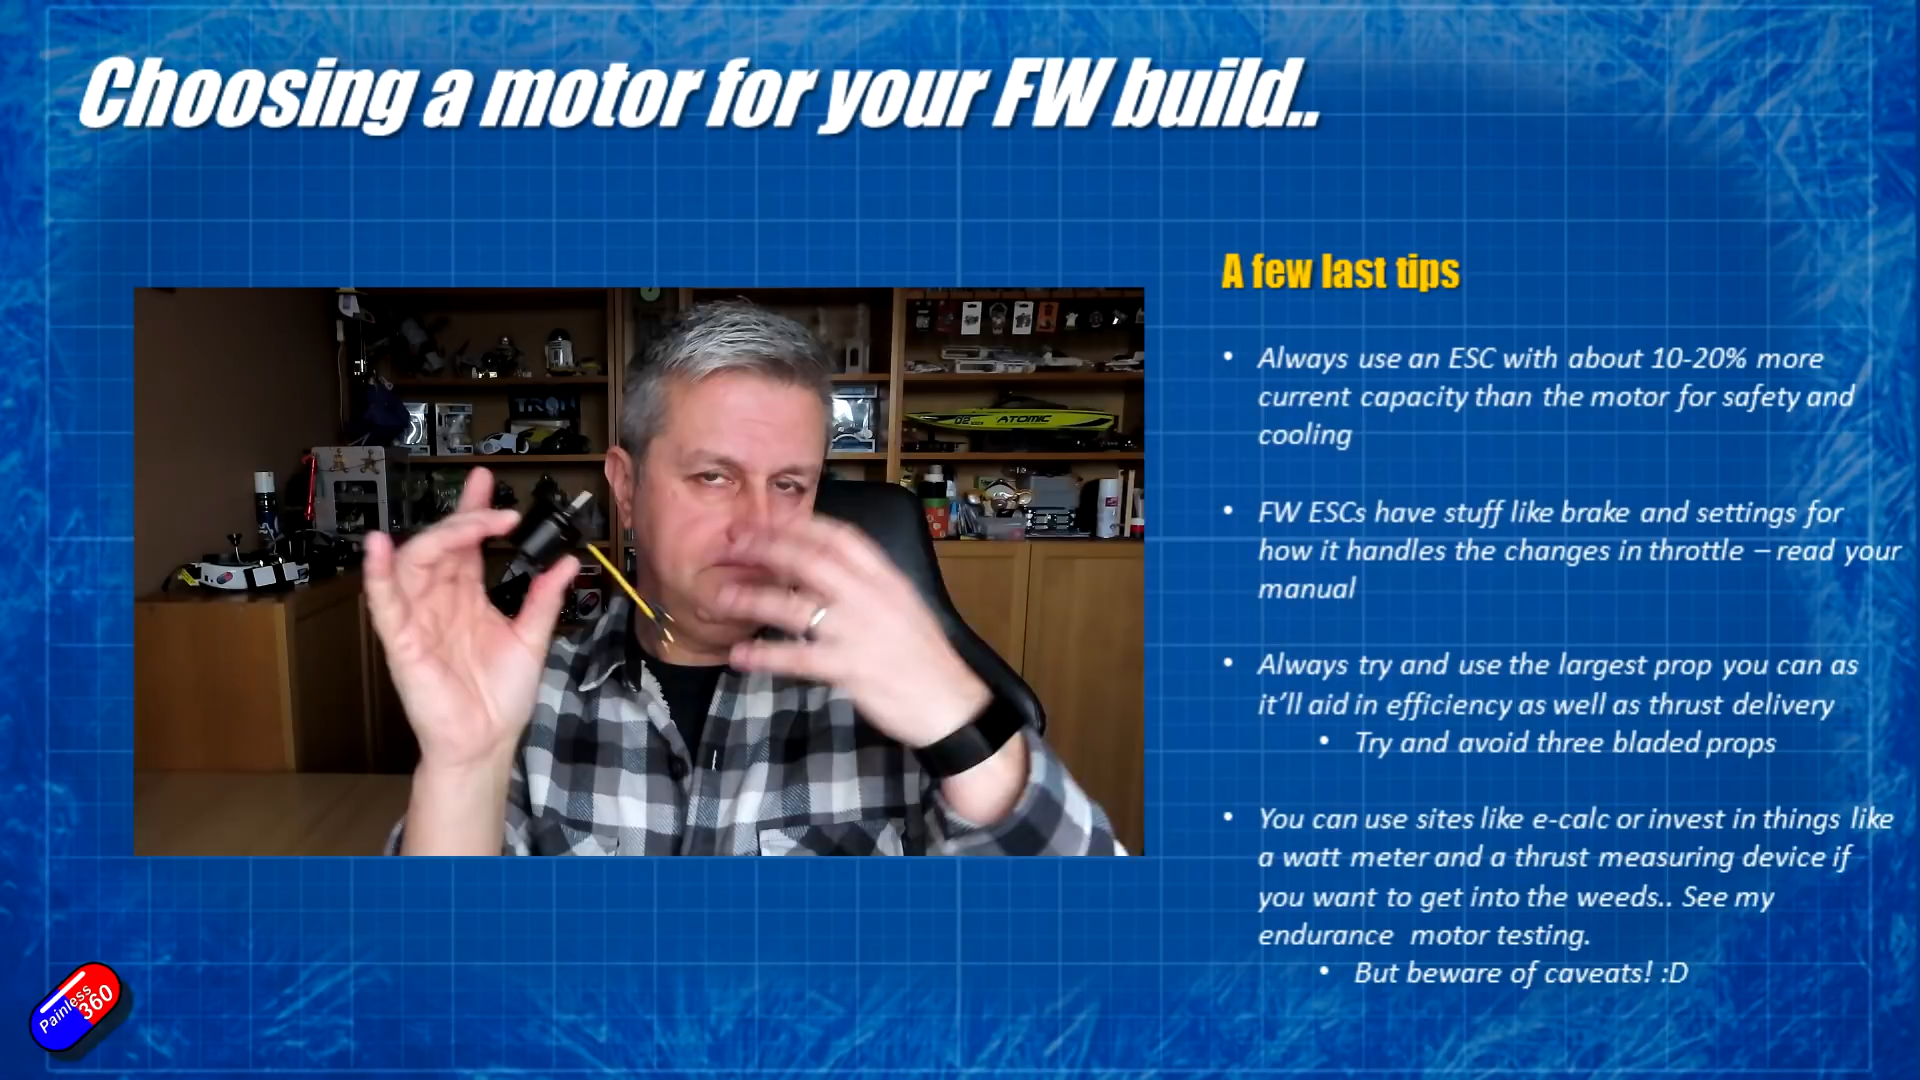 Choosing a motor for your FW build..
A few last tips
• Always use an ESC with about 10-20% more
current capacity than the motor for safety and
cooling
• FW ESCs have stuff like brake and settings for
how it handles the changes in throttle – read your
manual
• Always try and use the largest prop you can as
it’ll aid in efficiency as well as thrust delivery
• Try and avoid three bladed props
• You can use sites like e-calc or invest in things like
a watt meter and a thrust measuring device if
you want to get into the weeds.. See my
endurance motor testing.
• But beware of caveats! :D
TRON
02 ATOMIC
Painless
360